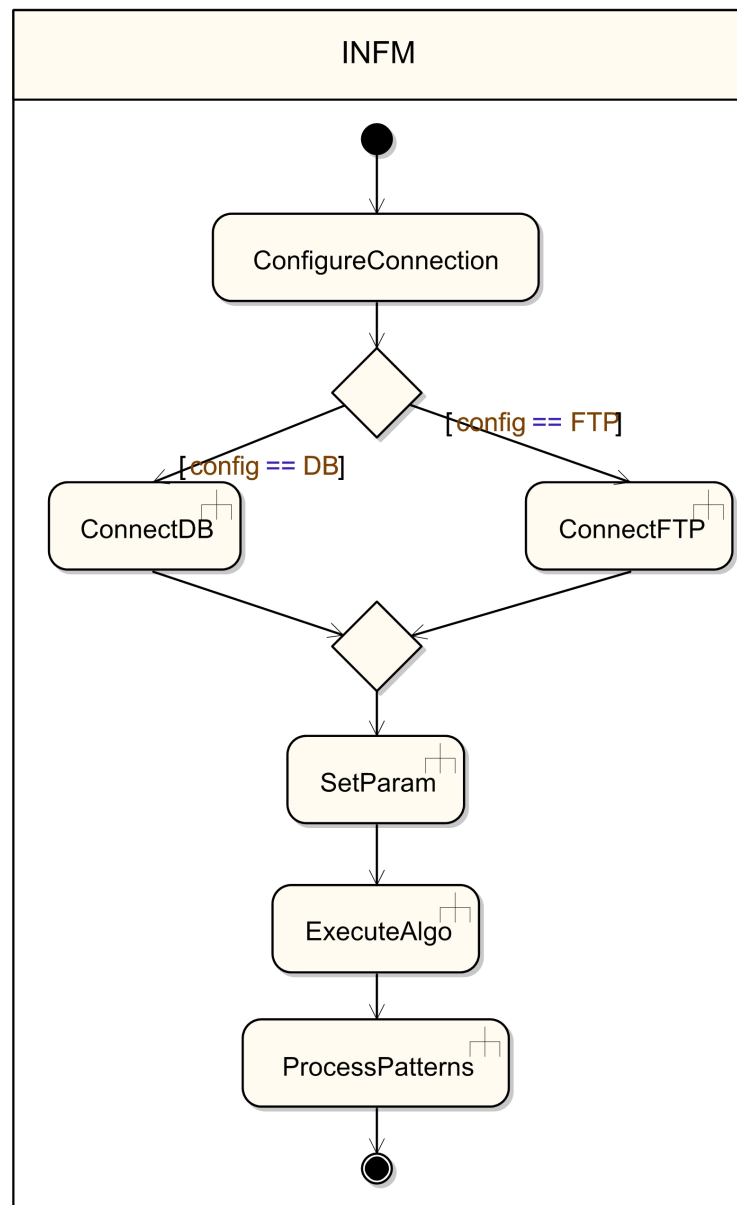 INFM
ConfigureConnection
[config == FTP]
[config == DB]
ConnectDB
ConnectFTP
SetParam
ExecuteAlgo
ProcessPatterns